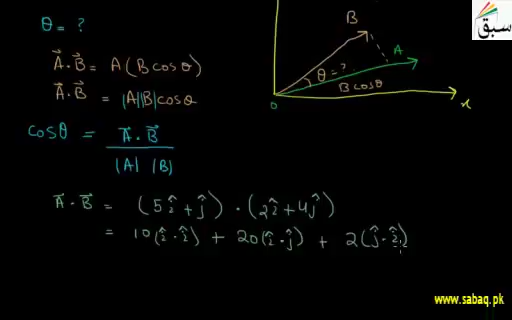 θ = ?
A⃗ · B⃗ = A (B cos θ)
A⃗ · B⃗ = |A||B| cos θ
cos θ = A⃗ · B⃗ / |A| |B|
A⃗ · B⃗ = (5î + ĵ) · (2î + 4ĵ)
= 10 (î · î) + 20 (î · ĵ) + 2 (ĵ · î)
B
A
θ = ?
B cos θ
O
x
سبق
www.sabaq.pk